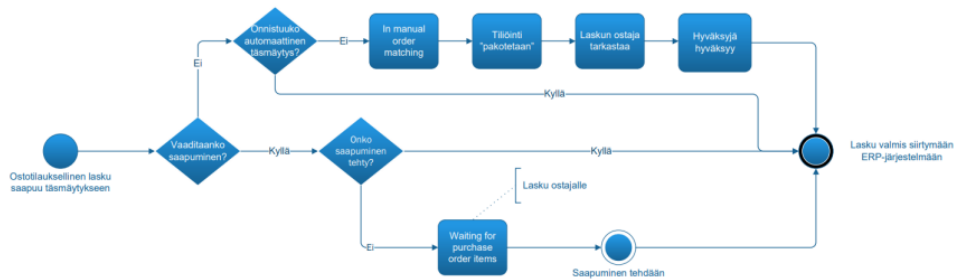 Onnistuuko
automaattinen
täsmäytys?
Ei
In manual
order
matching
Tiliöinti
"pakotetaan"
Laskun ostaja
tarkastaa
Hyväksyjä
hyväksyy
Ei
Kyllä
Ostotilauksellinen lasku
saapuu täsmäytykseen
Vaaditaanko
saapuminen?
Kyllä
Onko
saapuminen
tehty?
Kyllä
Lasku valmis siirtymään
ERP-järjestelmään
Lasku ostajalle
Ei
Waiting for
purchase
order items
Saapuminen tehdään